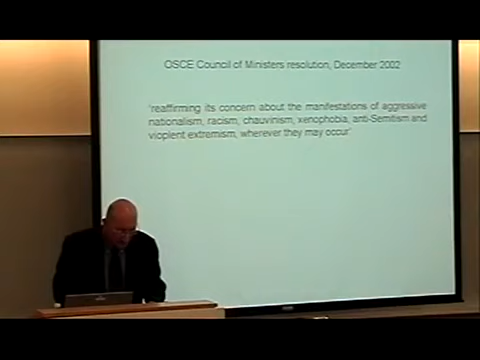 OSCE Council of Ministers resolution, December 2002
'reaffirming its concern about the manifestations of aggressive
nationalism, racism, chauvinism, xenophobia, anti-Semitism and
vioplent extremism, wherever they may occur'